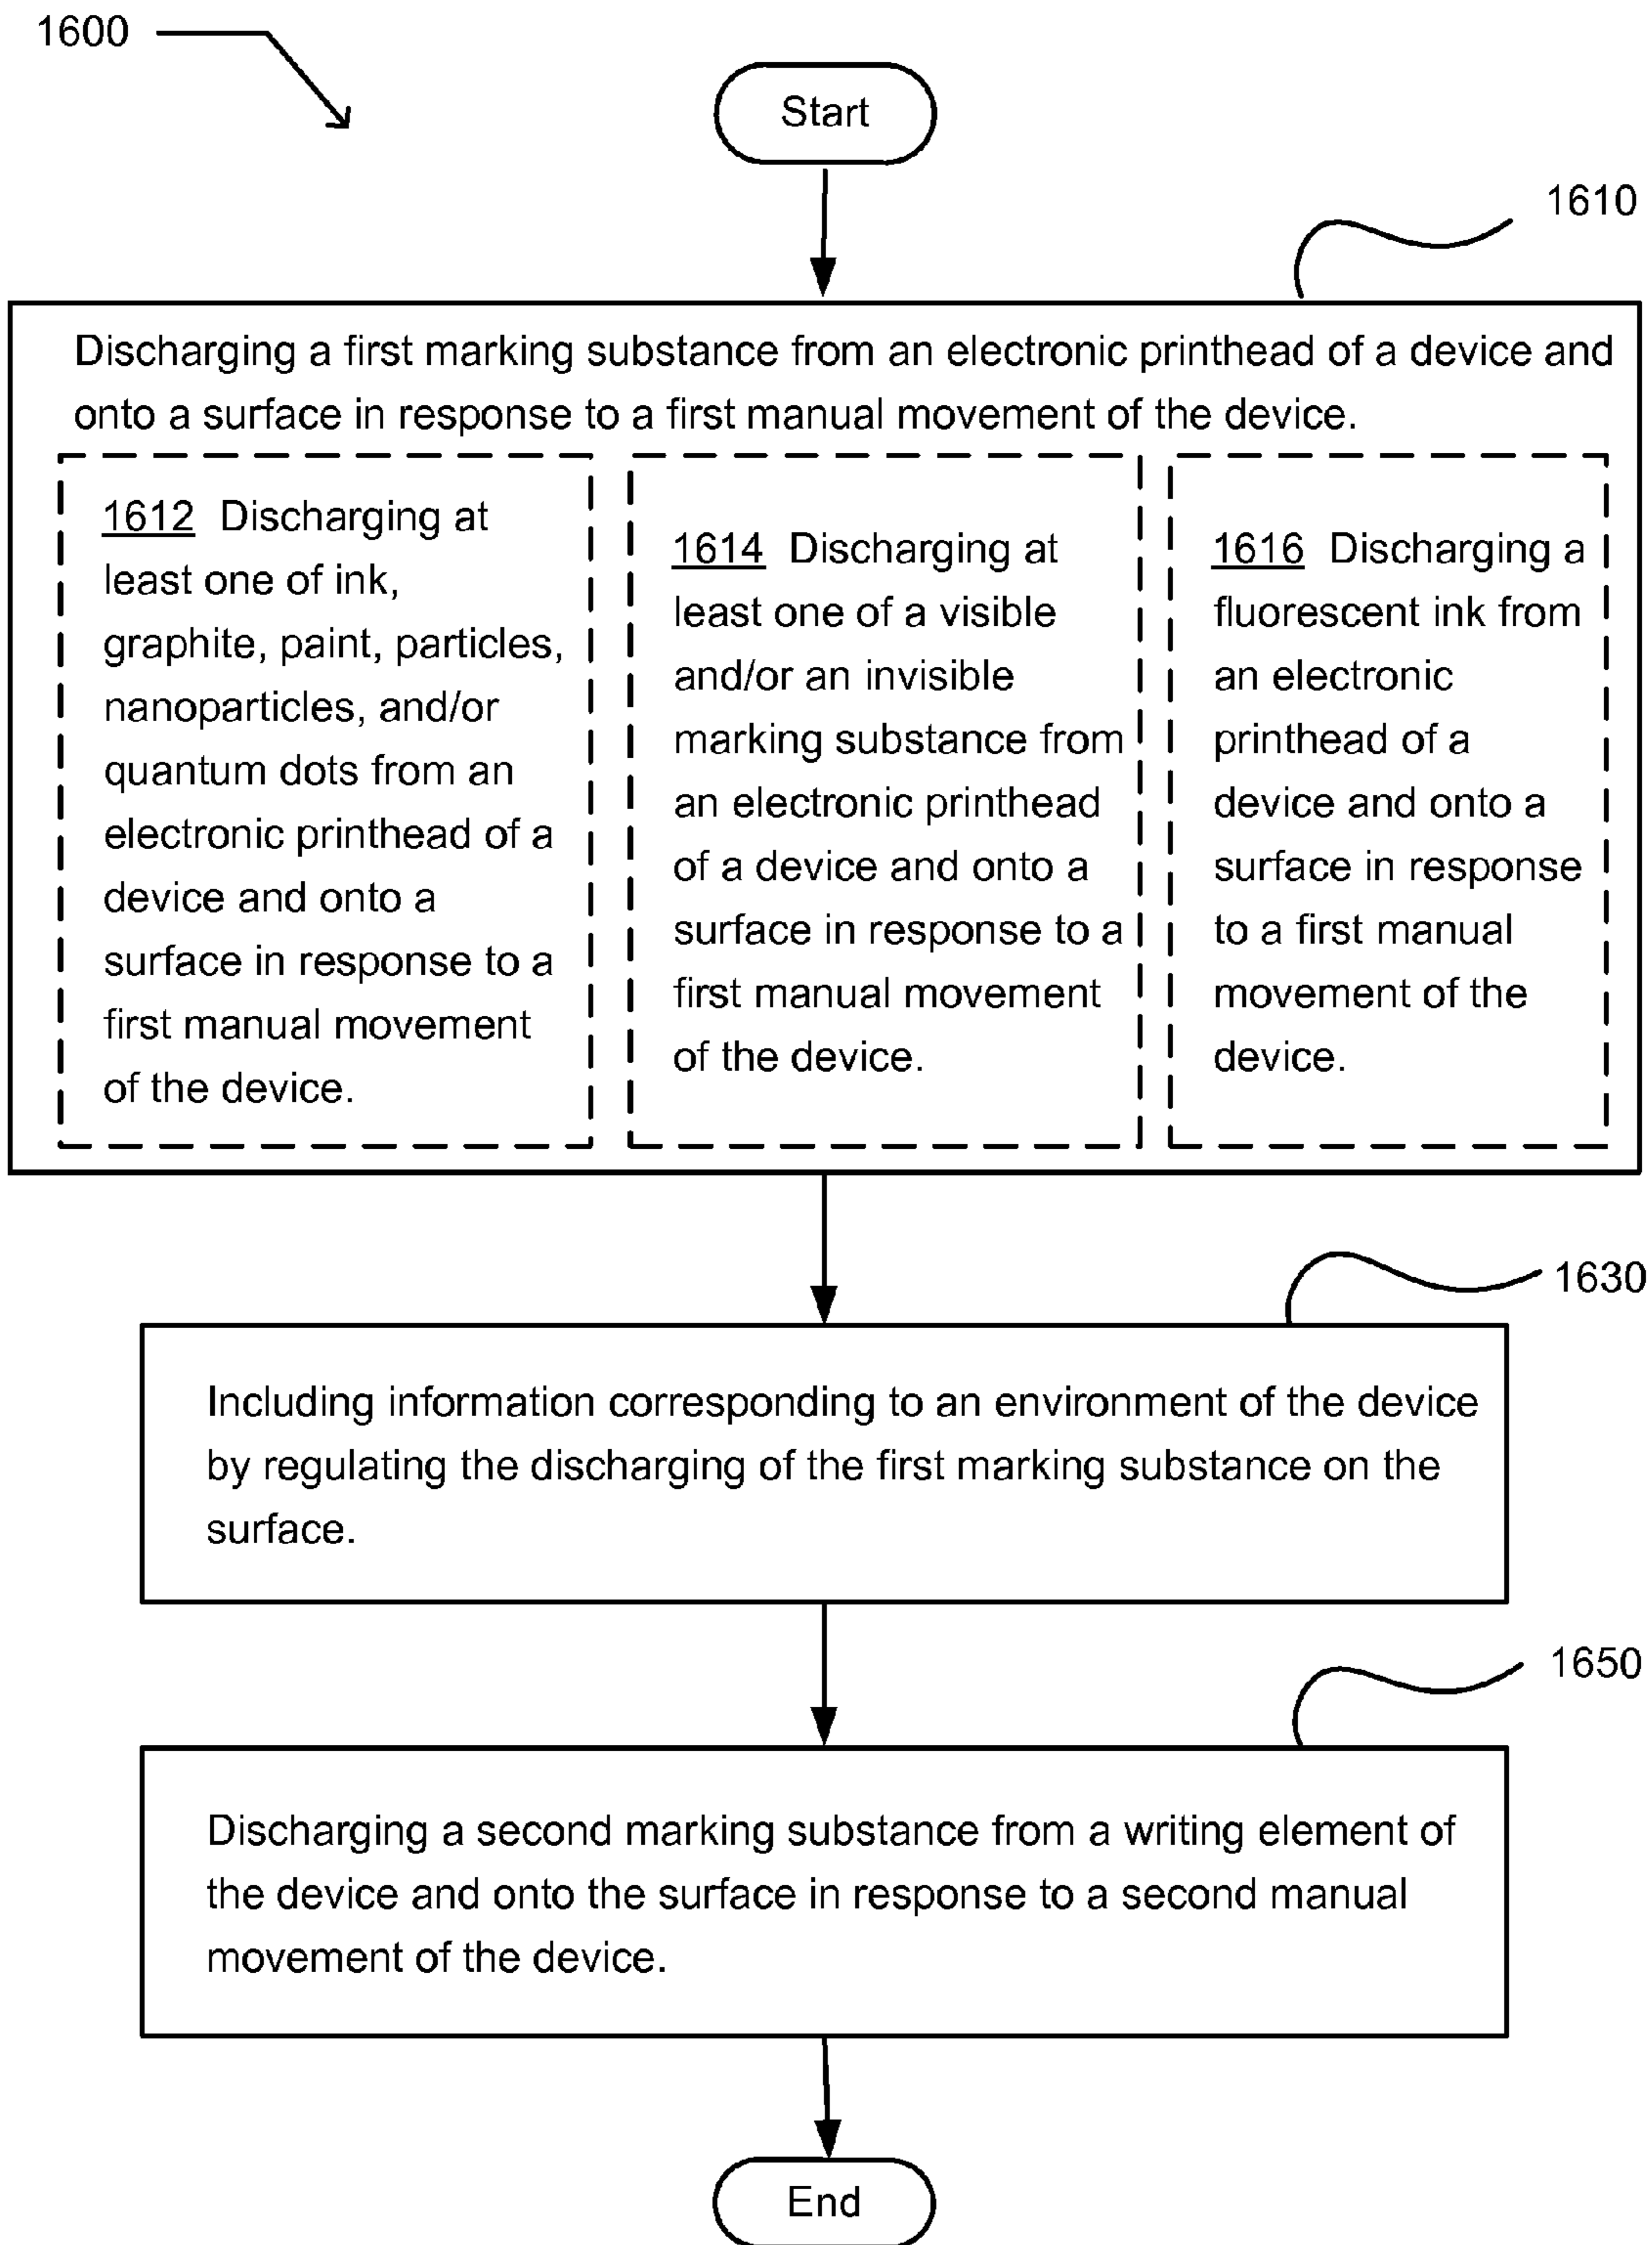 1600
Start
1610
Discharging a first marking substance from an electronic printhead of a device and
onto a surface in response to a first manual movement of the device.
1612 Discharging at
least one of ink,
graphite, paint, particles,
nanoparticles, and/or
quantum dots from an
electronic printhead of a
device and onto a
surface in response to a
first manual movement
of the device.
1614 Discharging at
least one of a visible
and/or an invisible
marking substance from
an electronic printhead
of a device and onto a
surface in response to a
first manual movement
of the device.
1616 Discharging a
fluorescent ink from
an electronic
printhead of a
device and onto a
surface in response
to a first manual
movement of the
device.
1630
Including information corresponding to an environment of the device
by regulating the discharging of the first marking substance on the
surface.
1650
Discharging a second marking substance from a writing element of
the device and onto the surface in response to a second manual
movement of the device.
End